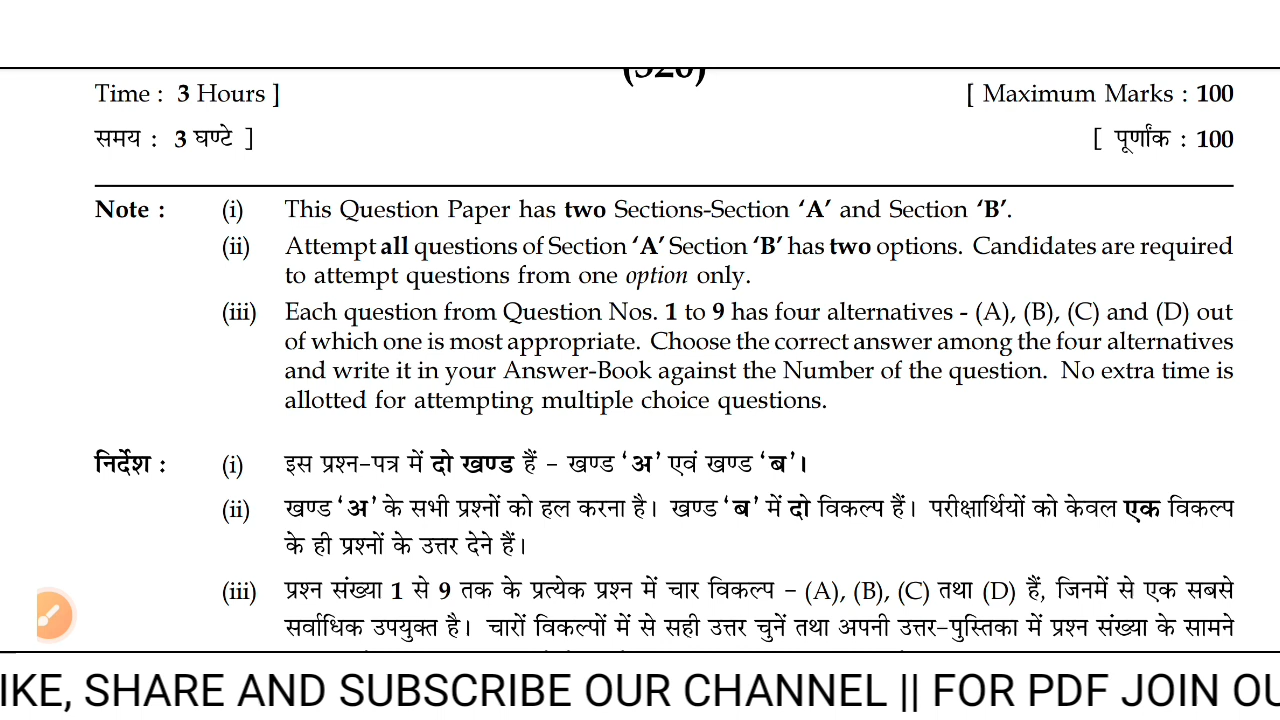 Time : 3 Hours ]
[ Maximum Marks : 100
समय : 3 घण्टे ]
[ पूर्णांक : 100
Note : (i) This Question Paper has two Sections-Section ‘A’ and Section ‘B’.
(ii) Attempt all questions of Section ‘A’ Section ‘B’ has two options. Candidates are required
to attempt questions from one option only.
(iii) Each question from Question Nos. 1 to 9 has four alternatives - (A), (B), (C) and (D) out
of which one is most appropriate. Choose the correct answer among the four alternatives
and write it in your Answer-Book against the Number of the question. No extra time is
allotted for attempting multiple choice questions.
निर्देश : (i) इस प्रश्न-पत्र में दो खण्ड हैं - खण्ड ‘अ’ एवं खण्ड ‘ब’।
(ii) खण्ड ‘अ’ के सभी प्रश्नों को हल करना है। खण्ड ‘ब’ में दो विकल्प हैं। परीक्षार्थियों को केवल एक विकल्प
के ही प्रश्नों के उत्तर देने हैं।
(iii) प्रश्न संख्या 1 से 9 तक के प्रत्येक प्रश्न में चार विकल्प - (A), (B), (C) तथा (D) हैं, जिनमें से एक सबसे
सर्वाधिक उपयुक्त है। चारों विकल्पों में से सही उत्तर चुनें तथा अपनी उत्तर-पुस्तिका में प्रश्न संख्या के सामने
IKE, SHARE AND SUBSCRIBE OUR CHANNEL || FOR PDF JOIN OU